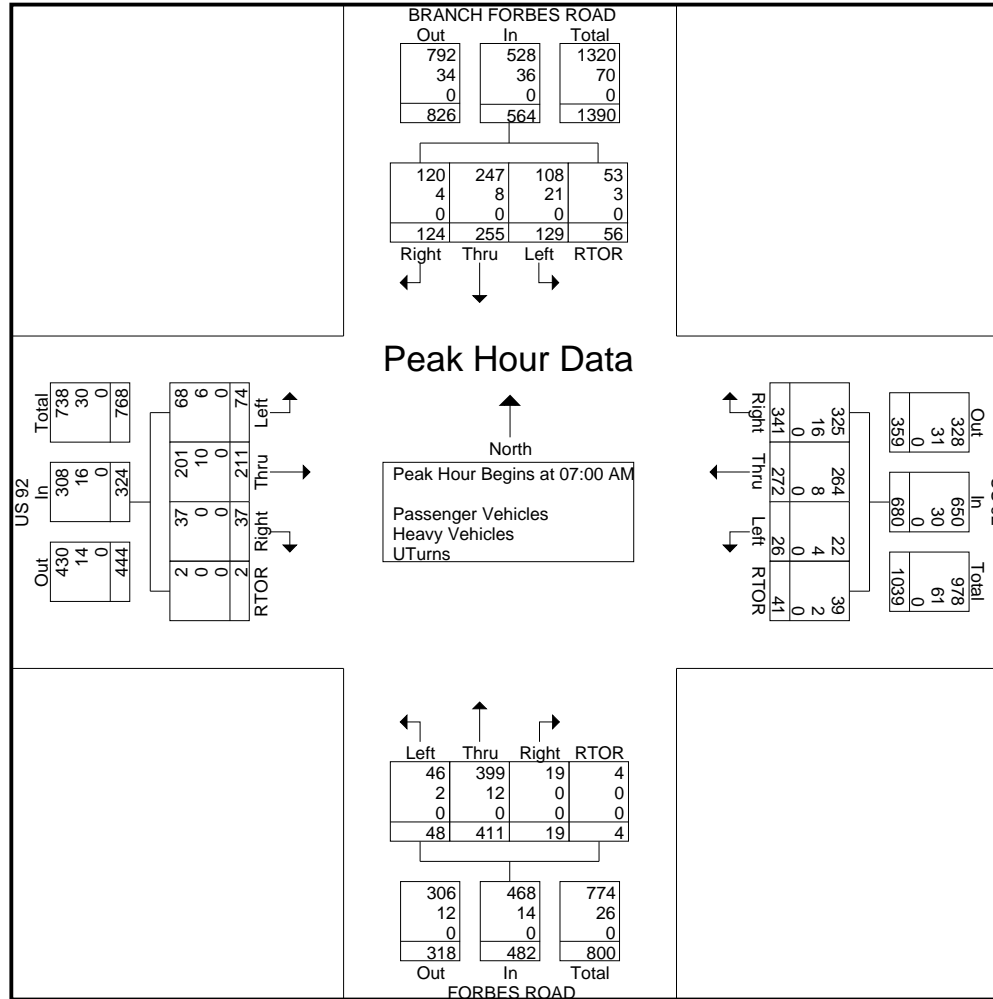 BRANCH FORBES ROAD
Out In Total
792 528 1320
34 36 70
0 0 0
826 564 1390
120 247 108 53
4 8 21 3
0 0 0 0
124 255 129 56
Right Thru Left RTOR
Peak Hour Data
North
Peak Hour Begins at 07:00 AM
Passenger Vehicles
Heavy Vehicles
UTurns
US 92
Out In Total
430 308 738
14 16 30
0 0 0
444 324 768
68 201 37 2
6 10 0 0
0 0 0 0
74 211 37 2
Left Thru Right RTOR
Out In Total
328 650 978
31 30 61
0 0 0
359 680 1039
325 264 22 39
16 8 4 2
0 0 0 0
341 272 26 41
Right Thru Left RTOR
Left Thru Right RTOR
46 399 19 4
2 12 0 0
0 0 0 0
48 411 19 4
306 468 774
12 14 26
0 0 0
318 482 800
Out In Total
FORBES ROAD